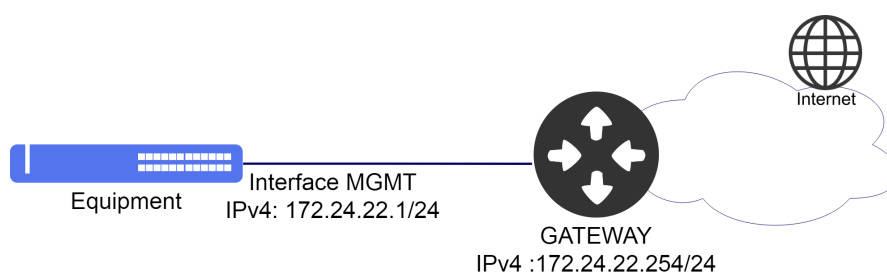 Internet
Equipment
Interface MGMT
IPv4: 172.24.22.1/24
GATEWAY
IPv4 :172.24.22.254/24